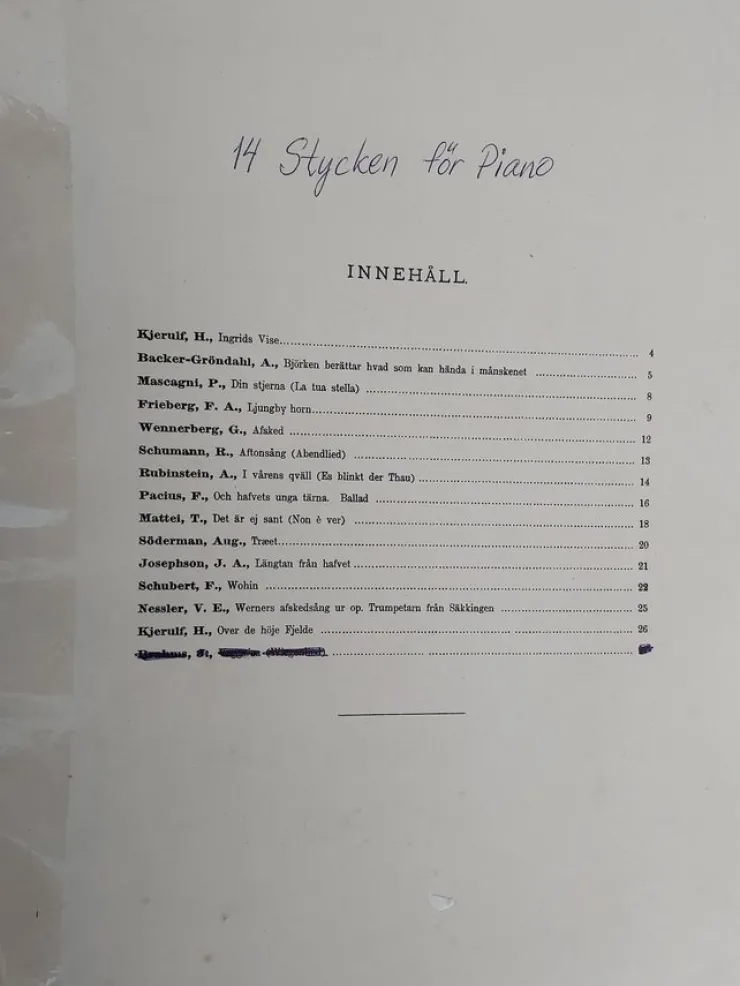 14 Stycken för Piano
INNEHÅLL.
Kjerulf, H., Ingrids Vise 4
Backer-Gröndahl, A., Björken berättar hvad som kan hända i månskenet 5
Mascagni, P., Din stjerna (La tua stella) 8
Frieberg, F. A., Ljungby horn 9
Wennerberg, G., Afsked 12
Schumann, R., Aftonsång (Abendlied) 13
Rubinstein, A., I vårens qväll (Es blinkt der Thau) 14
Pacius, F., Och hafvets unga tärna. Ballad 16
Mattei, T., Det är ej sant (Non è ver) 18
Söderman, Aug., Træet 20
Josephson, J. A., Längtan från hafvet 21
Schubert, F., Wohin 22
Nessler, V. E., Werners afskedsång ur op. Trumpetarn från Säkkingen 25
Kjerulf, H., Over de höje Fjelde 26